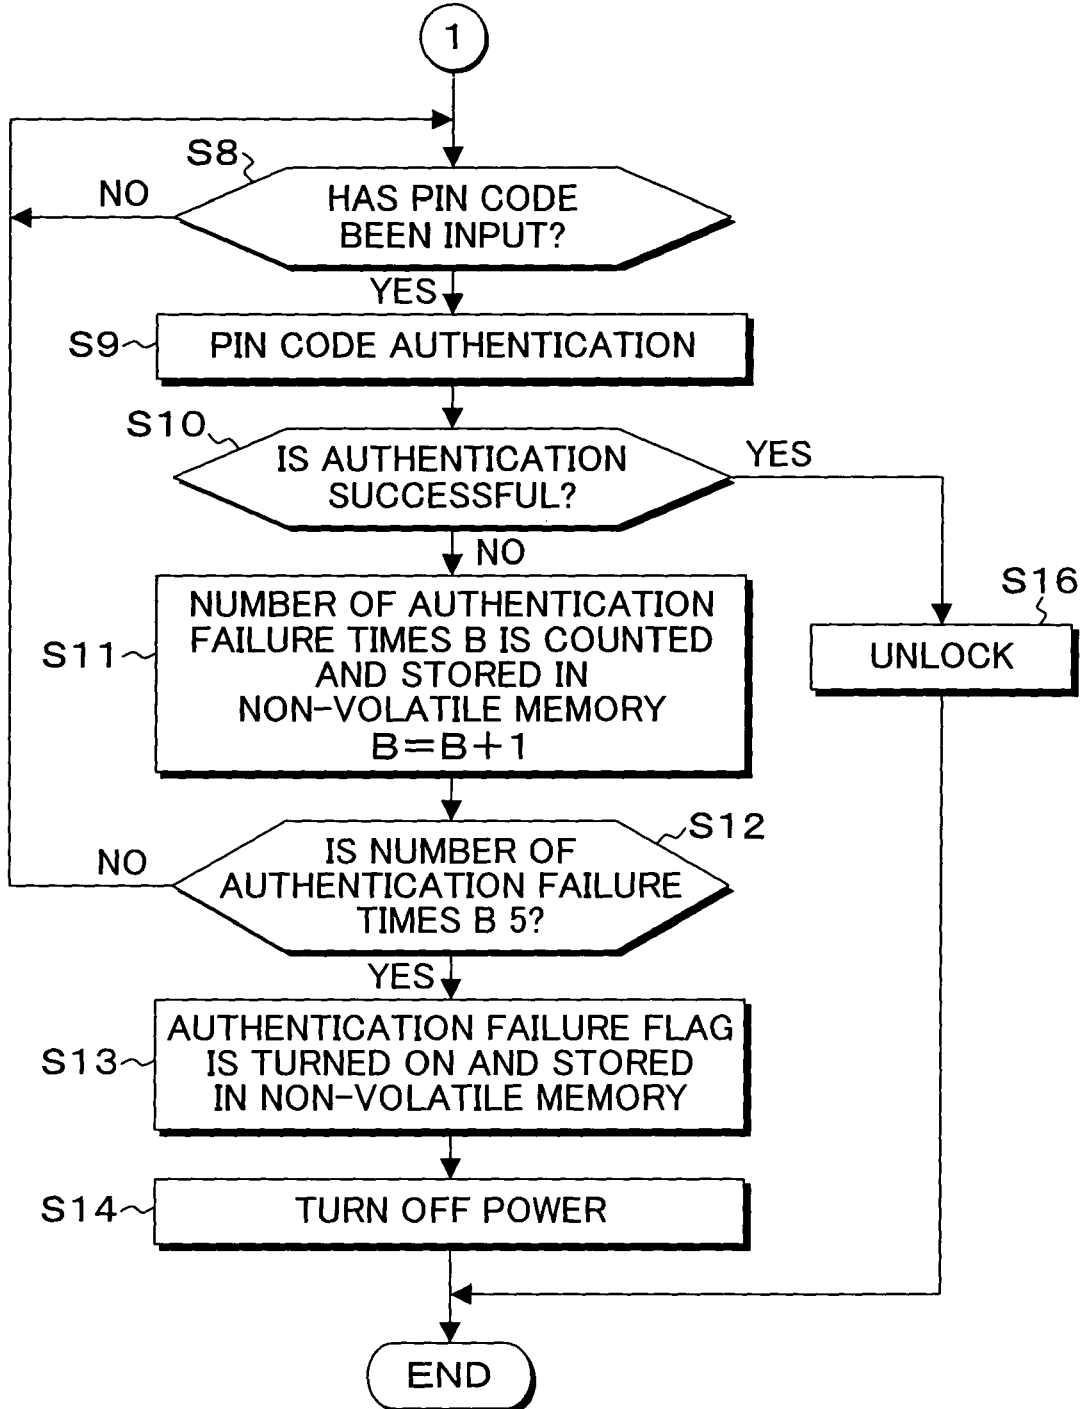 1
S8
NO
HAS PIN CODE
BEEN INPUT?
YES
S9
PIN CODE AUTHENTICATION
S10
IS AUTHENTICATION
SUCCESSFUL?
YES
NO
S16
UNLOCK
S11
NUMBER OF AUTHENTICATION
FAILURE TIMES B IS COUNTED
AND STORED IN
NON-VOLATILE MEMORY
B=B+1
S12
NO
IS NUMBER OF
AUTHENTICATION FAILURE
TIMES B 5?
YES
S13
AUTHENTICATION FAILURE FLAG
IS TURNED ON AND STORED
IN NON-VOLATILE MEMORY
S14
TURN OFF POWER
END